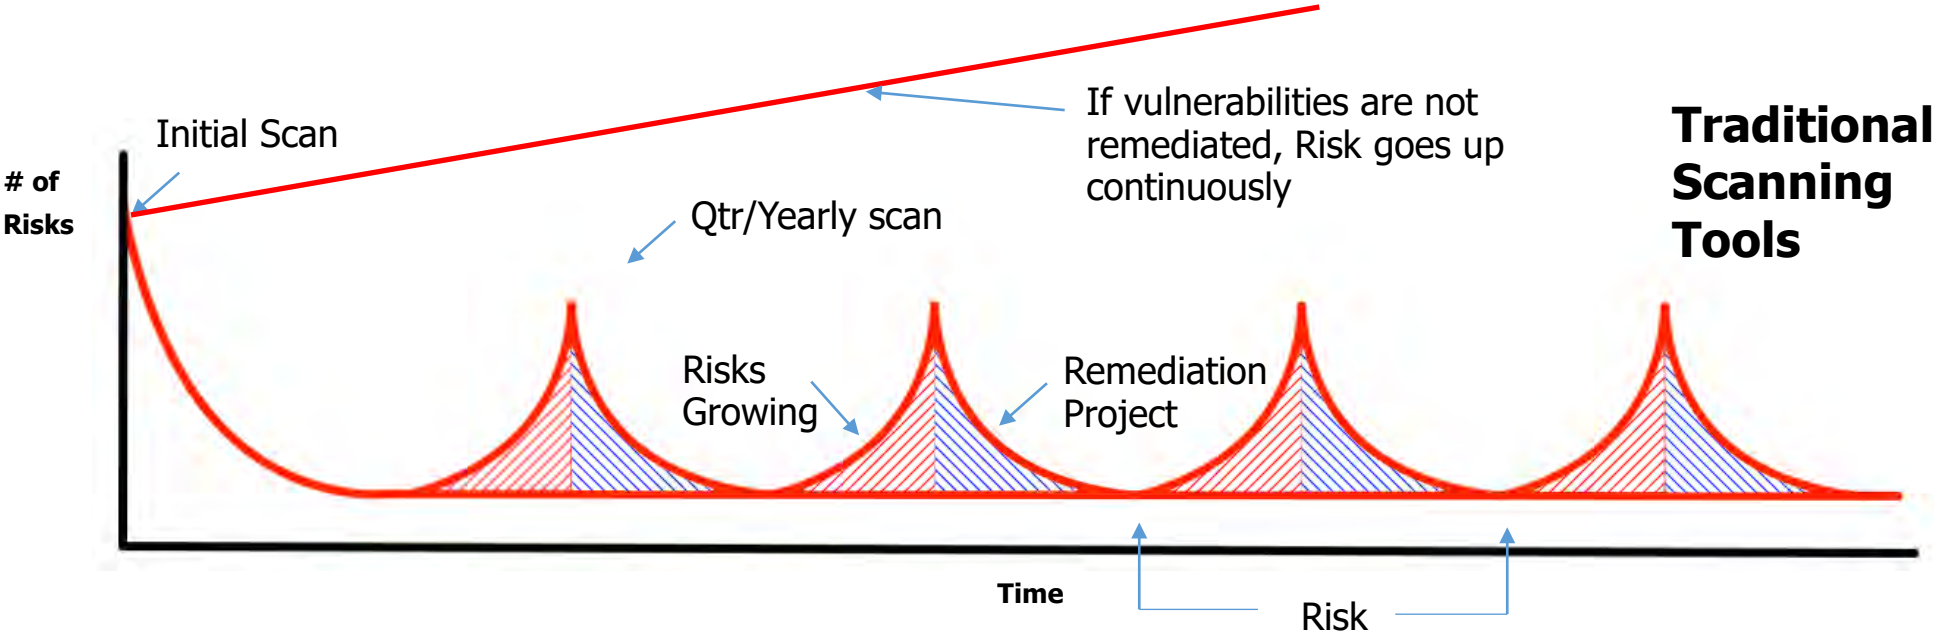 Initial Scan
# of
Risks
If vulnerabilities are not
remediated, Risk goes up
continuously
Traditional
Scanning
Tools
Qtr/Yearly scan
Risks
Growing
Remediation
Project
Time
Risk